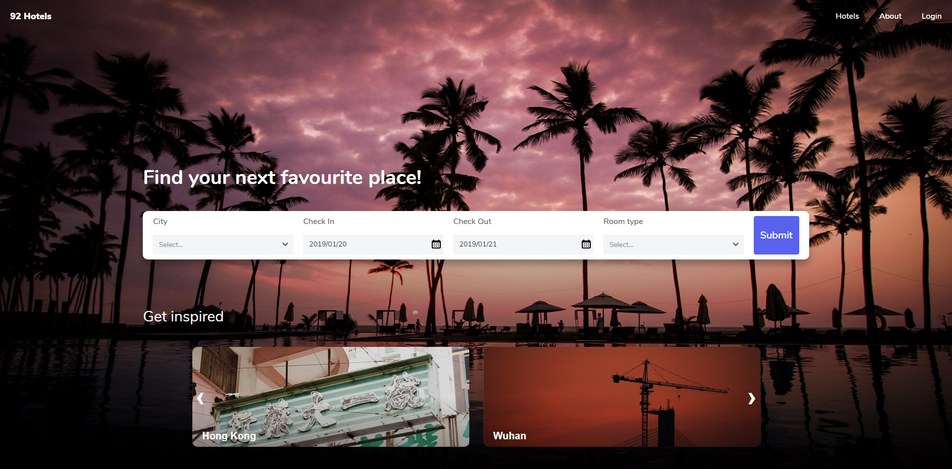 92 Hotels
Hotels
About
Login
Find your next favourite place!
City
Check In
Check Out
Room type
Select...
2019/01/20
2019/01/21
Select...
Submit
Get inspired
Hong Kong
Wuhan